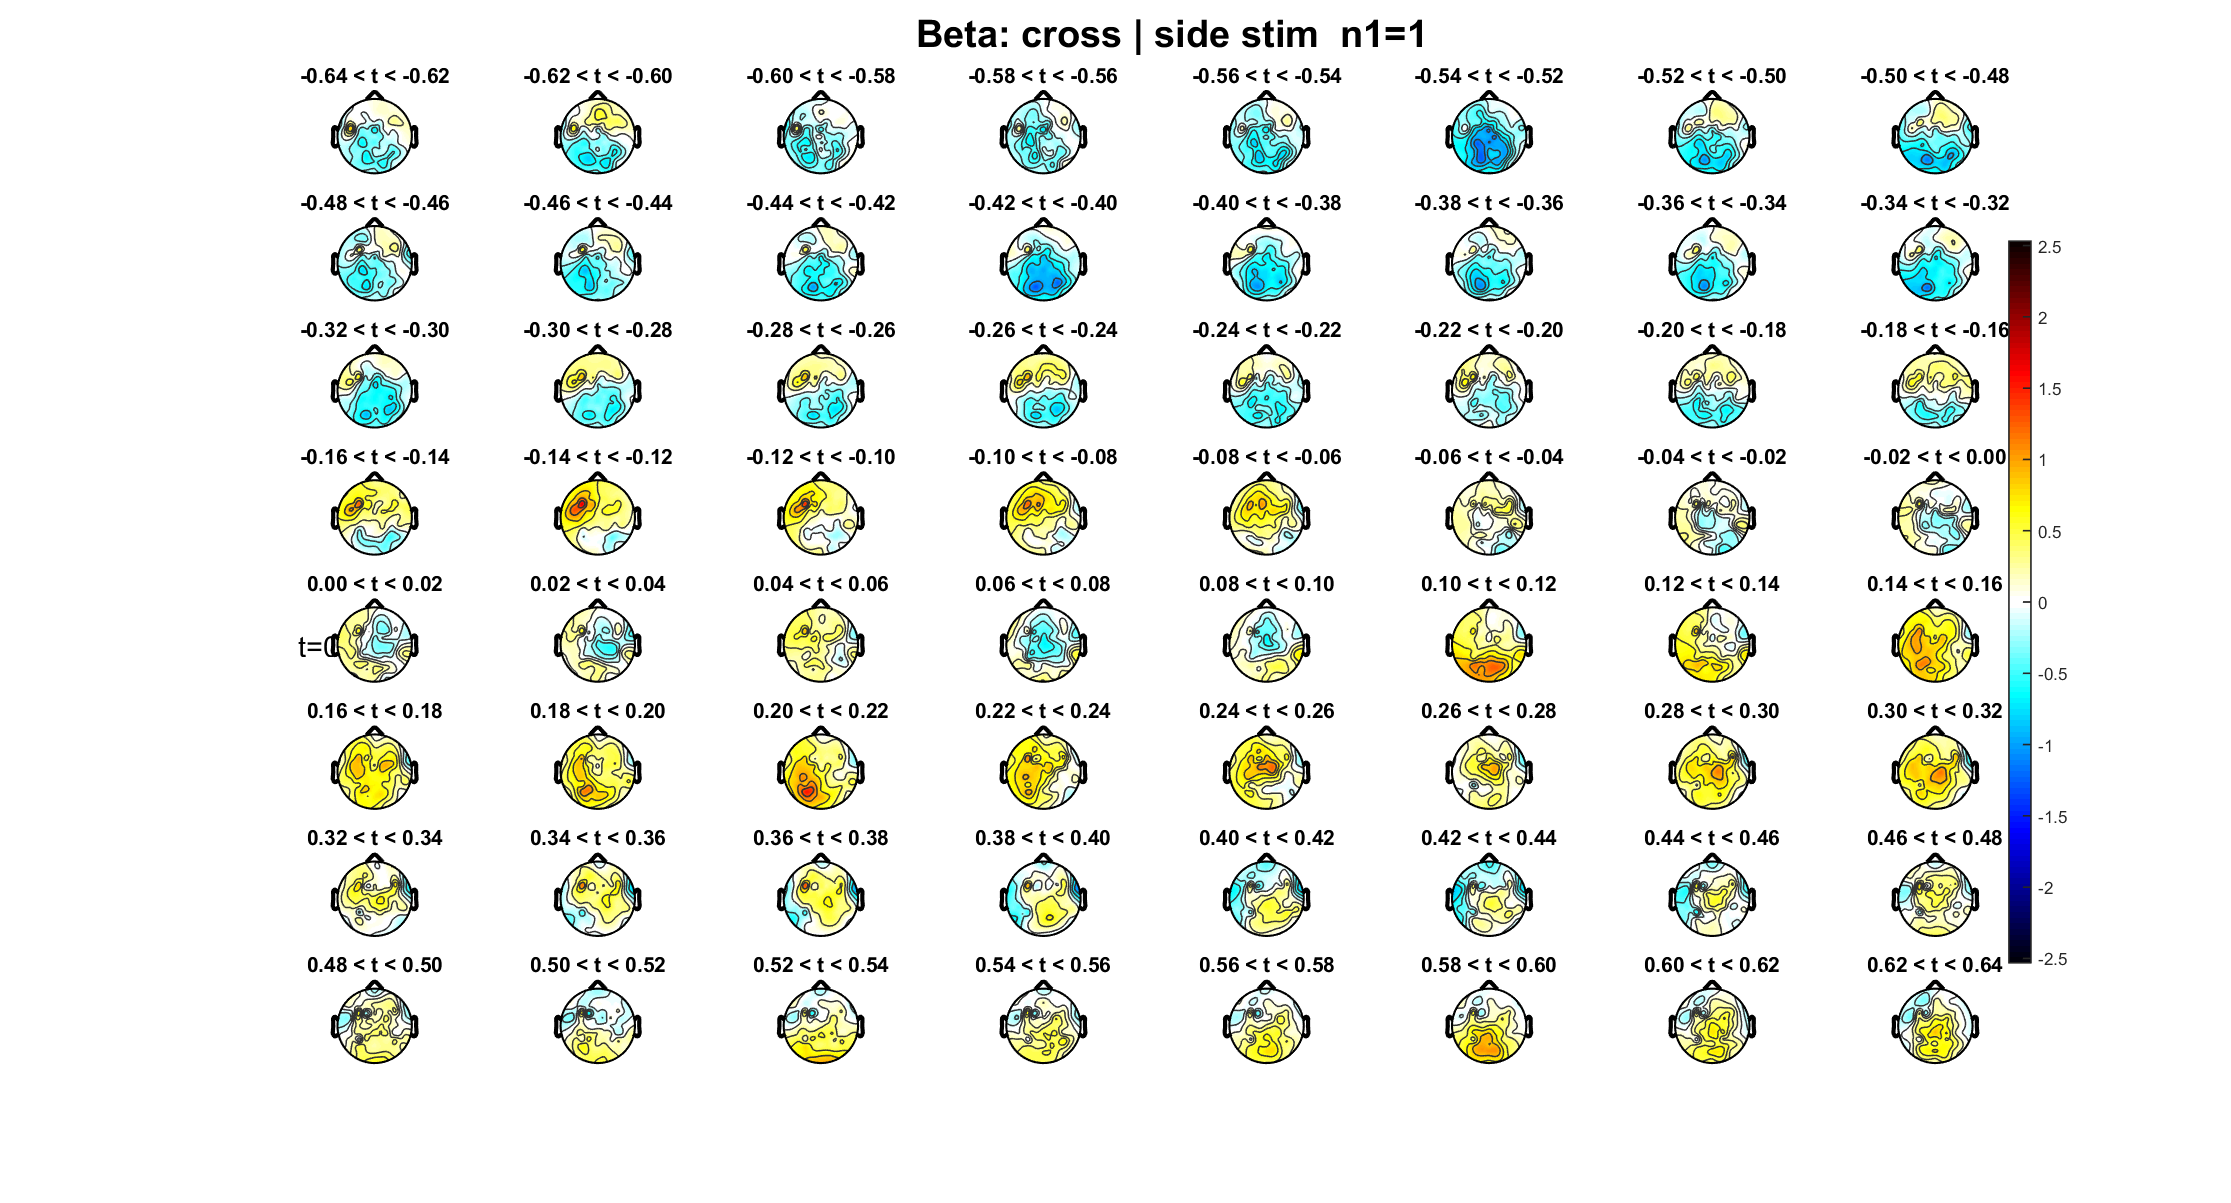 Beta: cross | side stim  n1=1
-0.64 < t < -0.62 -0.62 < t < -0.60 -0.60 < t < -0.58 -0.58 < t < -0.56 -0.56 < t < -0.54 -0.54 < t < -0.52 -0.52 < t < -0.50 -0.50 < t < -0.48
-0.48 < t < -0.46 -0.46 < t < -0.44 -0.44 < t < -0.42 -0.42 < t < -0.40 -0.40 < t < -0.38 -0.38 < t < -0.36 -0.36 < t < -0.34 -0.34 < t < -0.32
-0.32 < t < -0.30 -0.30 < t < -0.28 -0.28 < t < -0.26 -0.26 < t < -0.24 -0.24 < t < -0.22 -0.22 < t < -0.20 -0.20 < t < -0.18 -0.18 < t < -0.16
-0.16 < t < -0.14 -0.14 < t < -0.12 -0.12 < t < -0.10 -0.10 < t < -0.08 -0.08 < t < -0.06 -0.06 < t < -0.04 -0.04 < t < -0.02 -0.02 < t < 0.00
0.00 < t < 0.02 0.02 < t < 0.04 0.04 < t < 0.06 0.06 < t < 0.08 0.08 < t < 0.10 0.10 < t < 0.12 0.12 < t < 0.14 0.14 < t < 0.16
t=0
0.16 < t < 0.18 0.18 < t < 0.20 0.20 < t < 0.22 0.22 < t < 0.24 0.24 < t < 0.26 0.26 < t < 0.28 0.28 < t < 0.30 0.30 < t < 0.32
0.32 < t < 0.34 0.34 < t < 0.36 0.36 < t < 0.38 0.38 < t < 0.40 0.40 < t < 0.42 0.42 < t < 0.44 0.44 < t < 0.46 0.46 < t < 0.48
0.48 < t < 0.50 0.50 < t < 0.52 0.52 < t < 0.54 0.54 < t < 0.56 0.56 < t < 0.58 0.58 < t < 0.60 0.60 < t < 0.62 0.62 < t < 0.64
2.5
2
1.5
1
0.5
0
-0.5
-1
-1.5
-2
-2.5